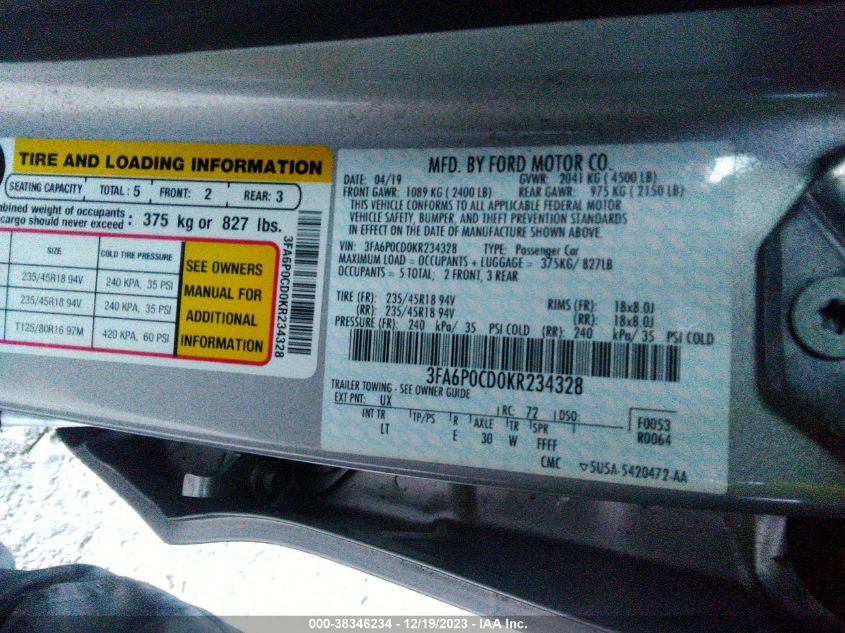 TIRE AND LOADING INFORMATION
SEATING CAPACITY TOTAL : 5 FRONT: 2 REAR: 3
bined weight of occupants :
cargo should never exceed : 375 kg or 827 lbs.
SIZE COLD TIRE PRESSURE
235/45R18 94V 240 KPA, 35 PSI
235/45R18 94V 240 KPA, 35 PSI
T125/80R16 97M 420 KPA, 60 PSI
SEE OWNERS
MANUAL FOR
ADDITIONAL
INFORMATION
3FA6P0CD0KR234328
MFD. BY FORD MOTOR CO.
DATE: 04/19 GVWR: 2041 KG ( 4500 LB)
FRONT GAWR: 1089 KG ( 2400 LB) REAR GAWR: 975 KG ( 2150 LB)
THIS VEHICLE CONFORMS TO ALL APPLICABLE FEDERAL MOTOR
VEHICLE SAFETY, BUMPER, AND THEFT PREVENTION STANDARDS
IN EFFECT ON THE DATE OF MANUFACTURE SHOWN ABOVE.
VIN: 3FA6P0CD0KR234328 TYPE: Passenger Car
MAXIMUM LOAD = OCCUPANTS + LUGGAGE = 375KG/ 827LB
OCCUPANTS = 5 TOTAL; 2 FRONT, 3 REAR
TIRE (FR): 235/45R18 94V RIMS (FR): 18x8.0J
(RR): 235/45R18 94V (RR): 18x8.0J
PRESSURE (FR): 240 kPa/ 35 PSI COLD (RR): 240 kPa/ 35 PSI COLD
3FA6P0CD0KR234328
TRAILER TOWING - SEE OWNER GUIDE
EXT PNT: UX RC: 72 DSO: F0053
INT TR TP/PS R AXLE TR SPR R0064
LT E 30 W FFFF
CMC 5U5A-5420472-AA
000-38346234 - 12/19/2023 - IAA Inc.